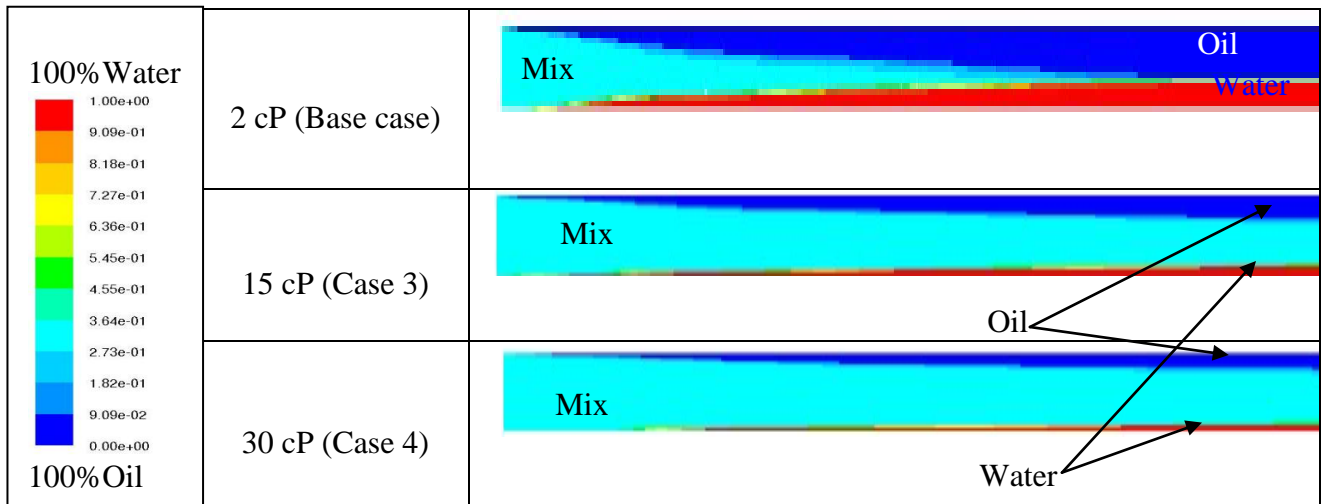 100%Water
1.00e+00
9.09e-01
8.18e-01
7.27e-01
6.36e-01
5.45e-01
4.55e-01
3.64e-01
2.73e-01
1.82e-01
9.09e-02
0.00e+00
100%Oil
2 cP (Base case)
Mix
Oil
Water
15 cP (Case 3)
Mix
Oil
30 cP (Case 4)
Mix
Water